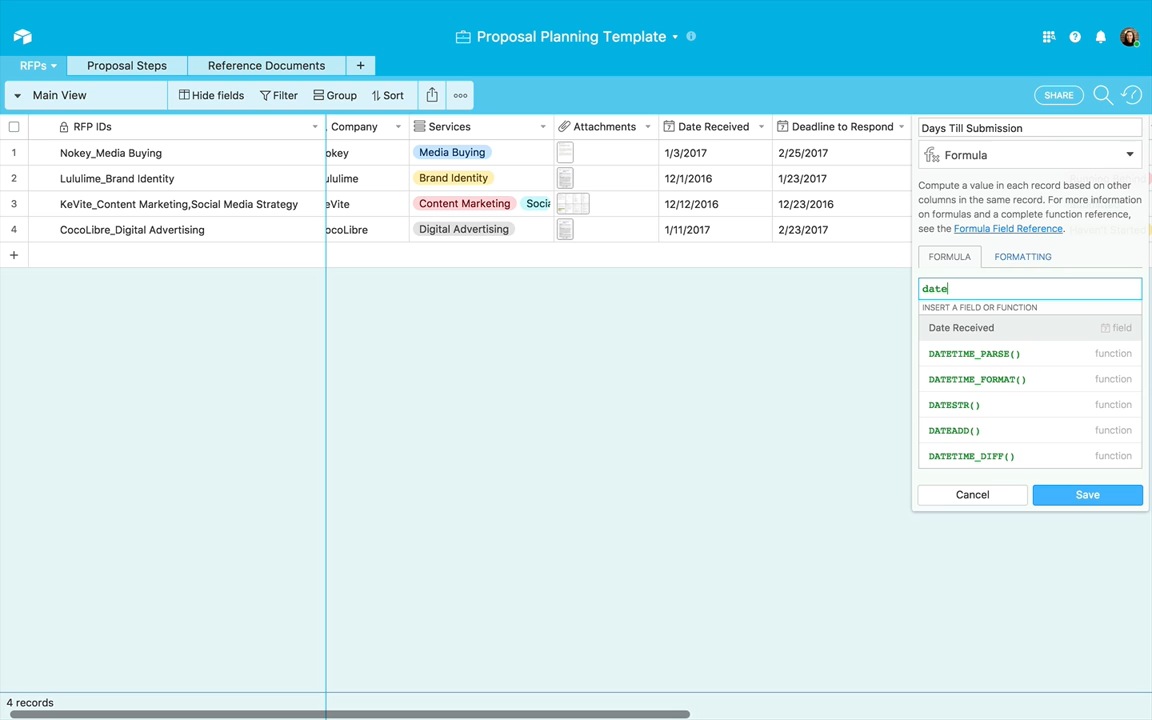 Proposal Planning Template
RFPs
Proposal Steps
Reference Documents
+
Main View
Hide fields
Filter
Group
Sort
SHARE
RFP IDs
Company
Services
Attachments
Date Received
Deadline to Respond
1
Nokey_Media Buying
okey
Media Buying
1/3/2017
2/25/2017
2
Lululime_Brand Identity
ululime
Brand Identity
12/1/2016
1/23/2017
3
KeVite_Content Marketing,Social Media Strategy
eVite
Content Marketing
Socia
12/12/2016
12/23/2016
4
CocoLibre_Digital Advertising
ocoLibre
Digital Advertising
1/11/2017
2/23/2017
+
Days Till Submission
Formula
Compute a value in each record based on other
columns in the same record. For more information
on formulas and a complete function reference,
see the Formula Field Reference.
FORMULA
FORMATTING
date
INSERT A FIELD OR FUNCTION
Date Received
field
DATETIME_PARSE()
function
DATETIME_FORMAT()
function
DATESTR()
function
DATEADD()
function
DATETIME_DIFF()
function
Cancel
Save
4 records